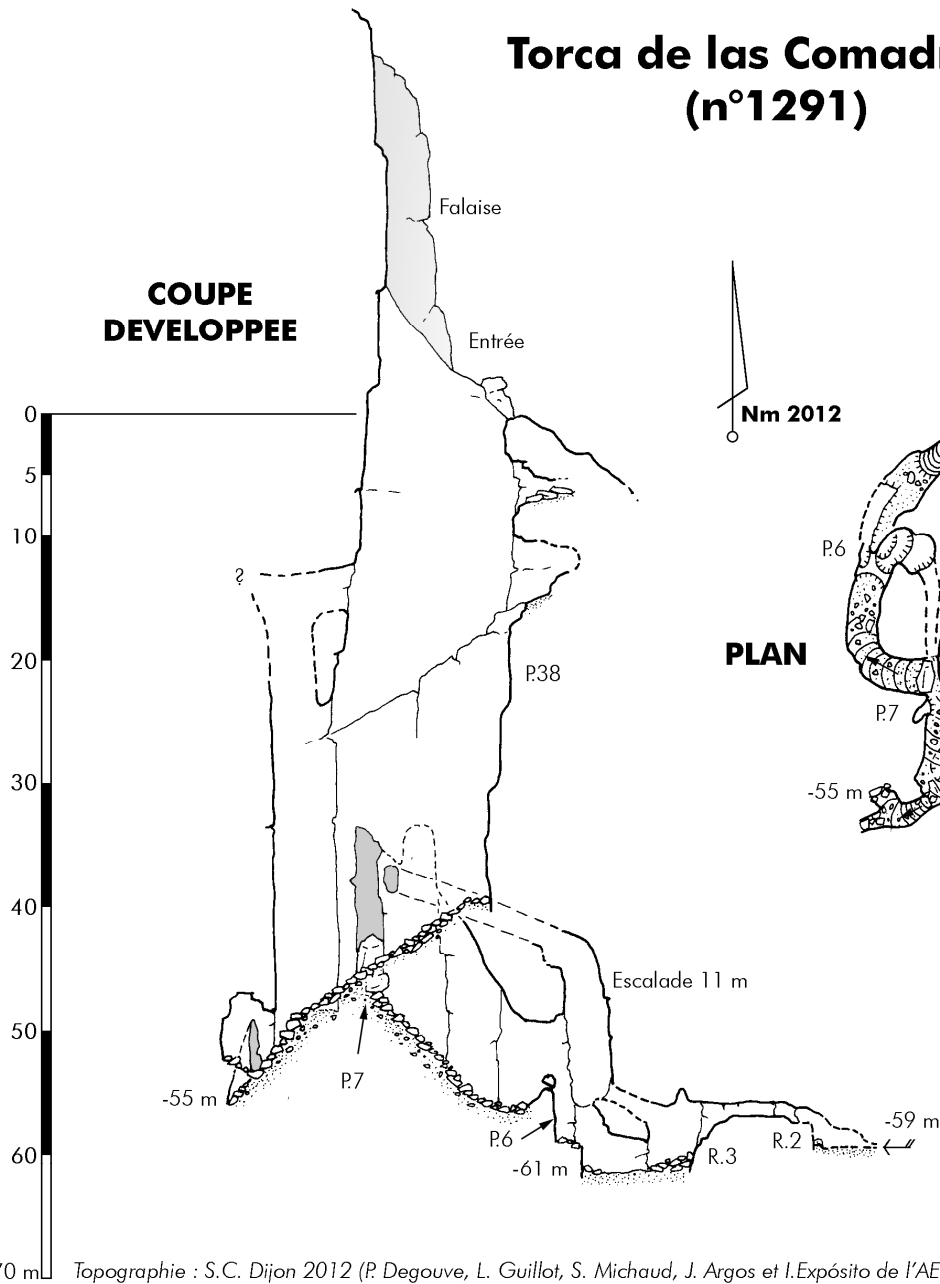 Torca de las Comad
(n°1291)
Falaise
COUPE
DEVELOPPEE
Entrée
Nm 2012
0
5
10
20
30
40
50
60
70 m
?
P.38
P.6
PLAN
P.7
-55 m
Escalade 11 m
P.7
-55 m
P.6
-61 m
R.3
R.2
-59 m
Topographie : S.C. Dijon 2012 (P. Degouve, L. Guillot, S. Michaud, J. Argos et I.Expósito de l'AE